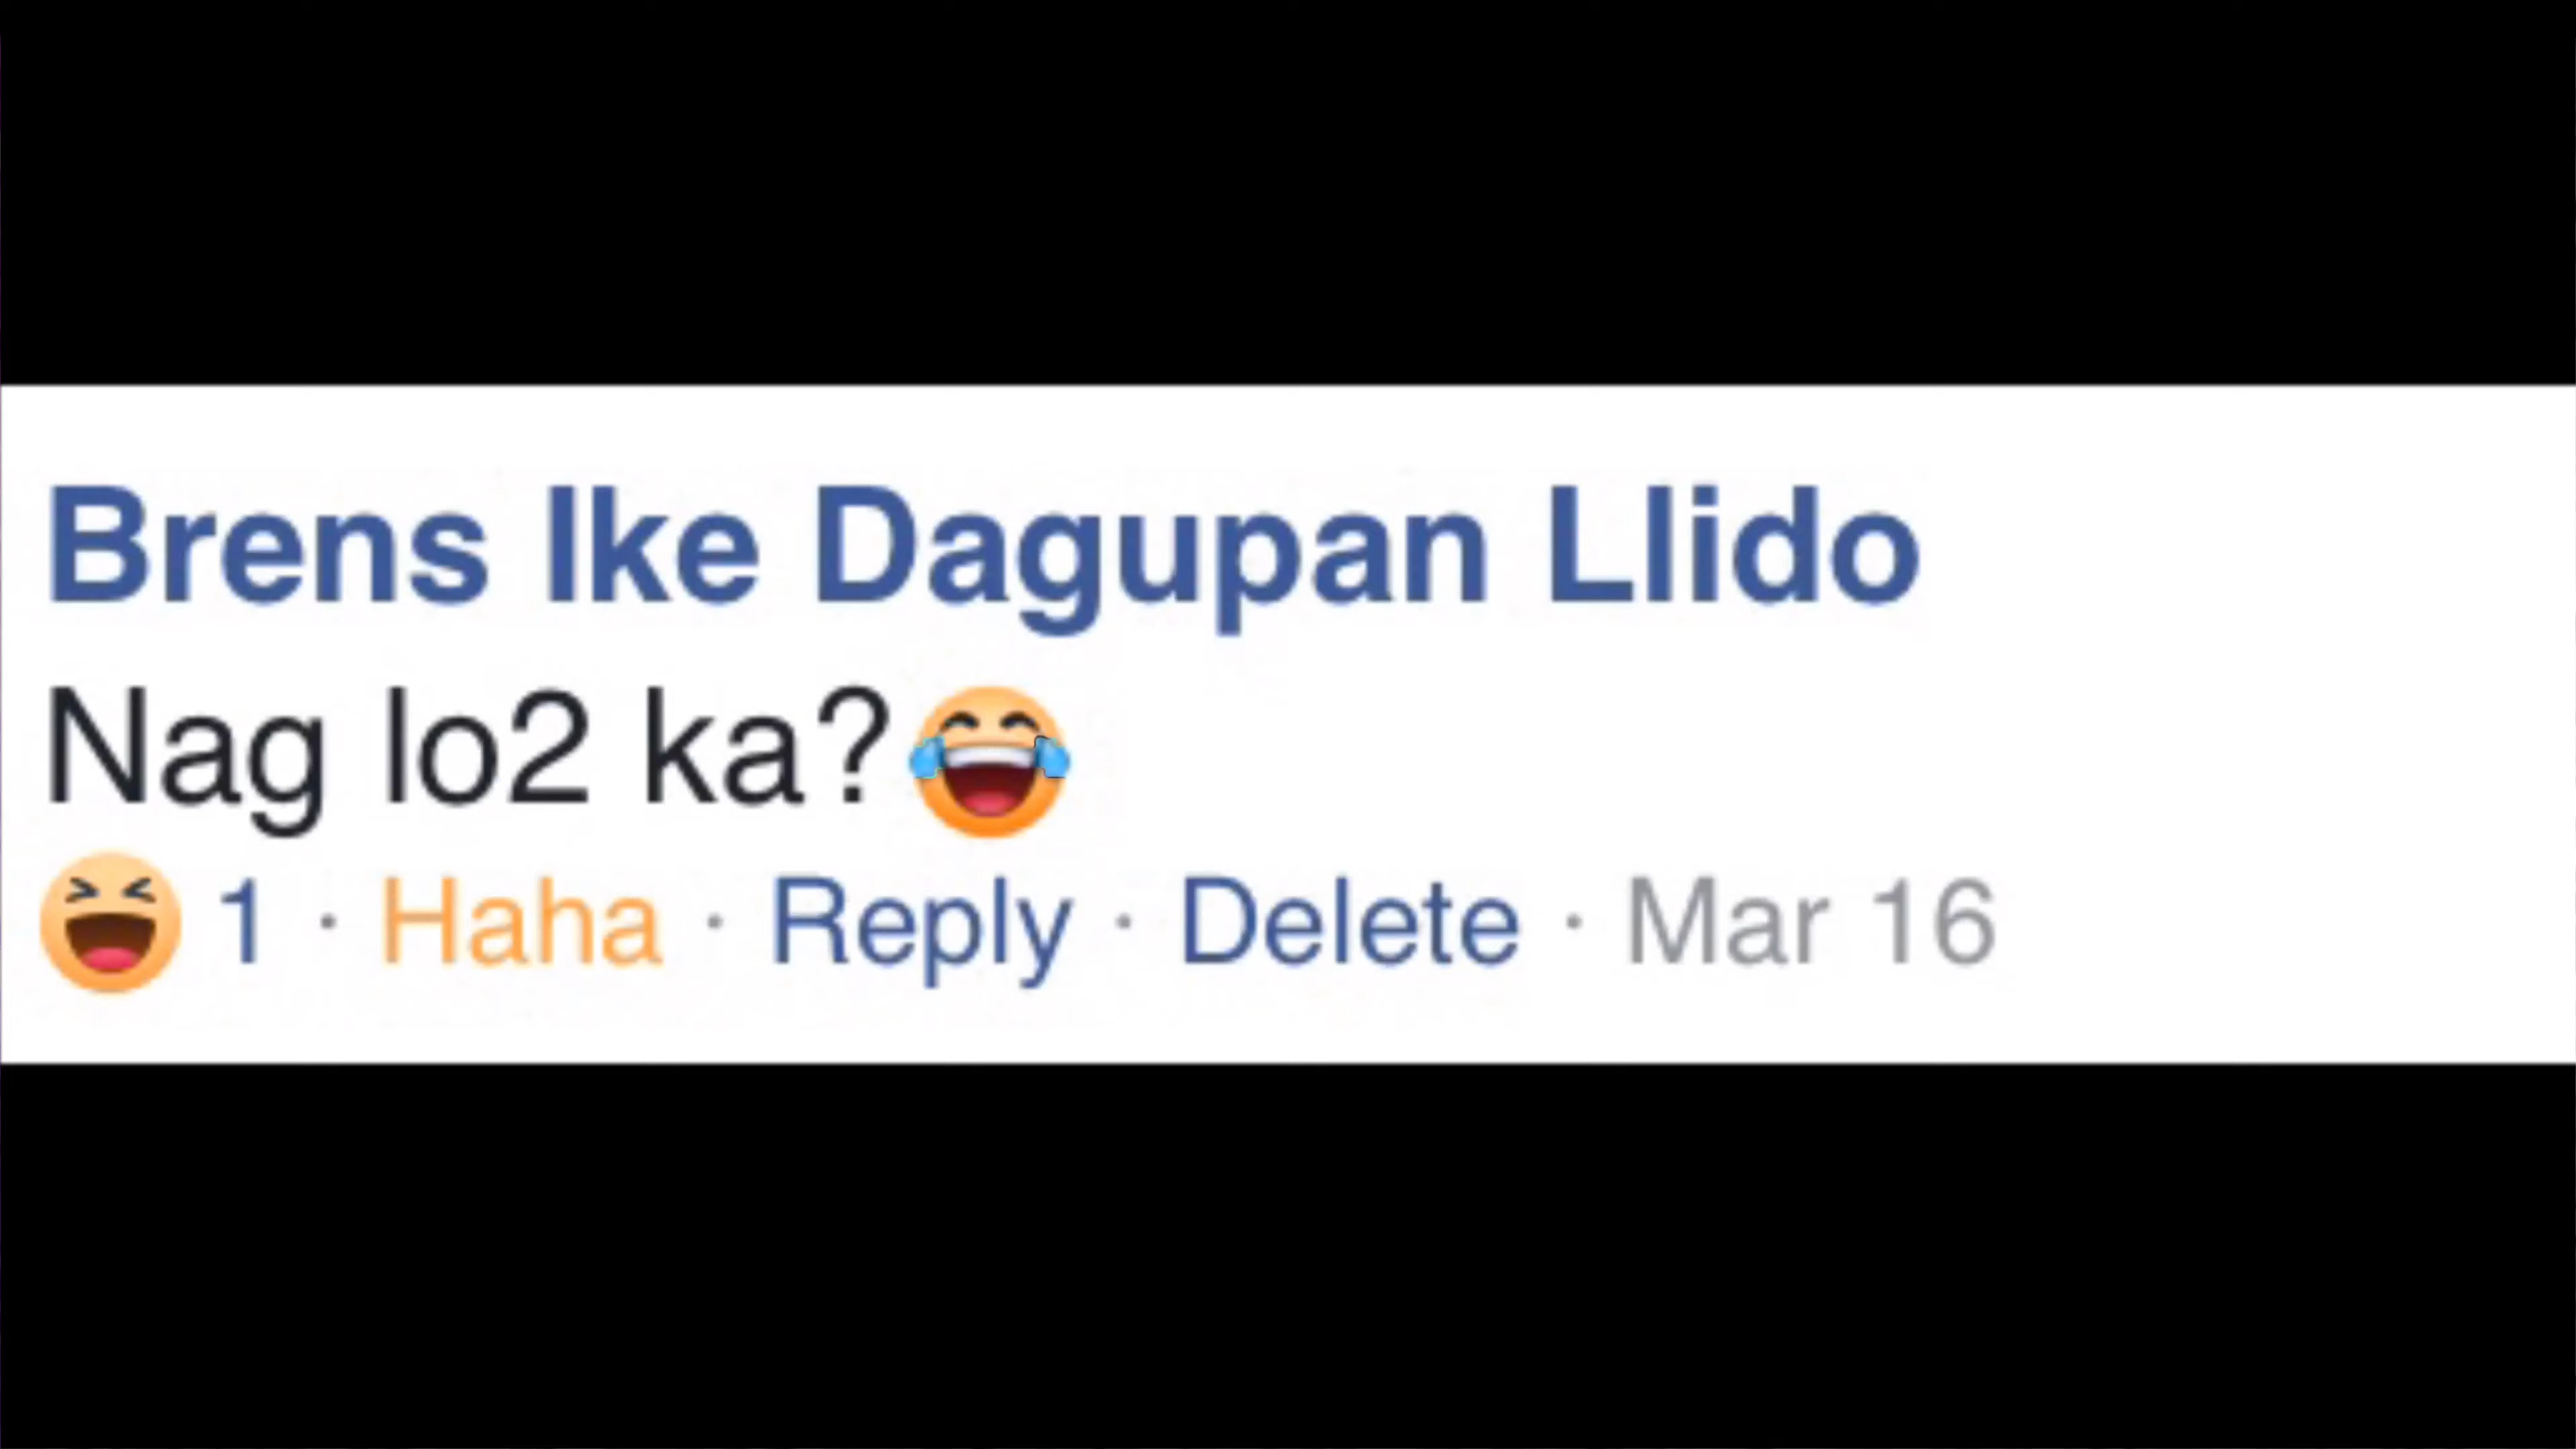 Brens Ike Dagupan Llido
Nag lo2 ka?😂
😆 1 · Haha · Reply · Delete · Mar 16